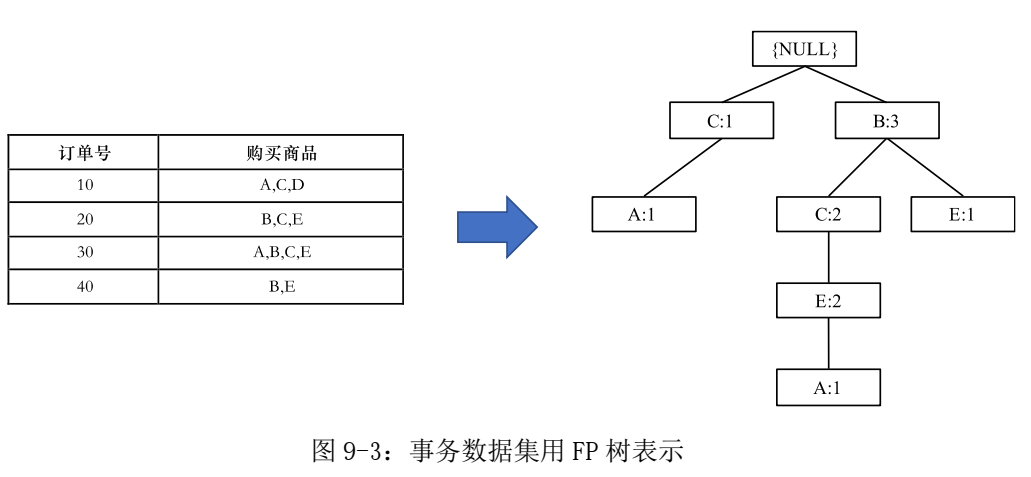 订单号 购买商品
10 A,C,D
20 B,C,E
30 A,B,C,E
40 B,E
{NULL}
C:1 B:3
A:1 C:2 E:1
E:2
A:1
图 9-3：事务数据集用 FP 树表示